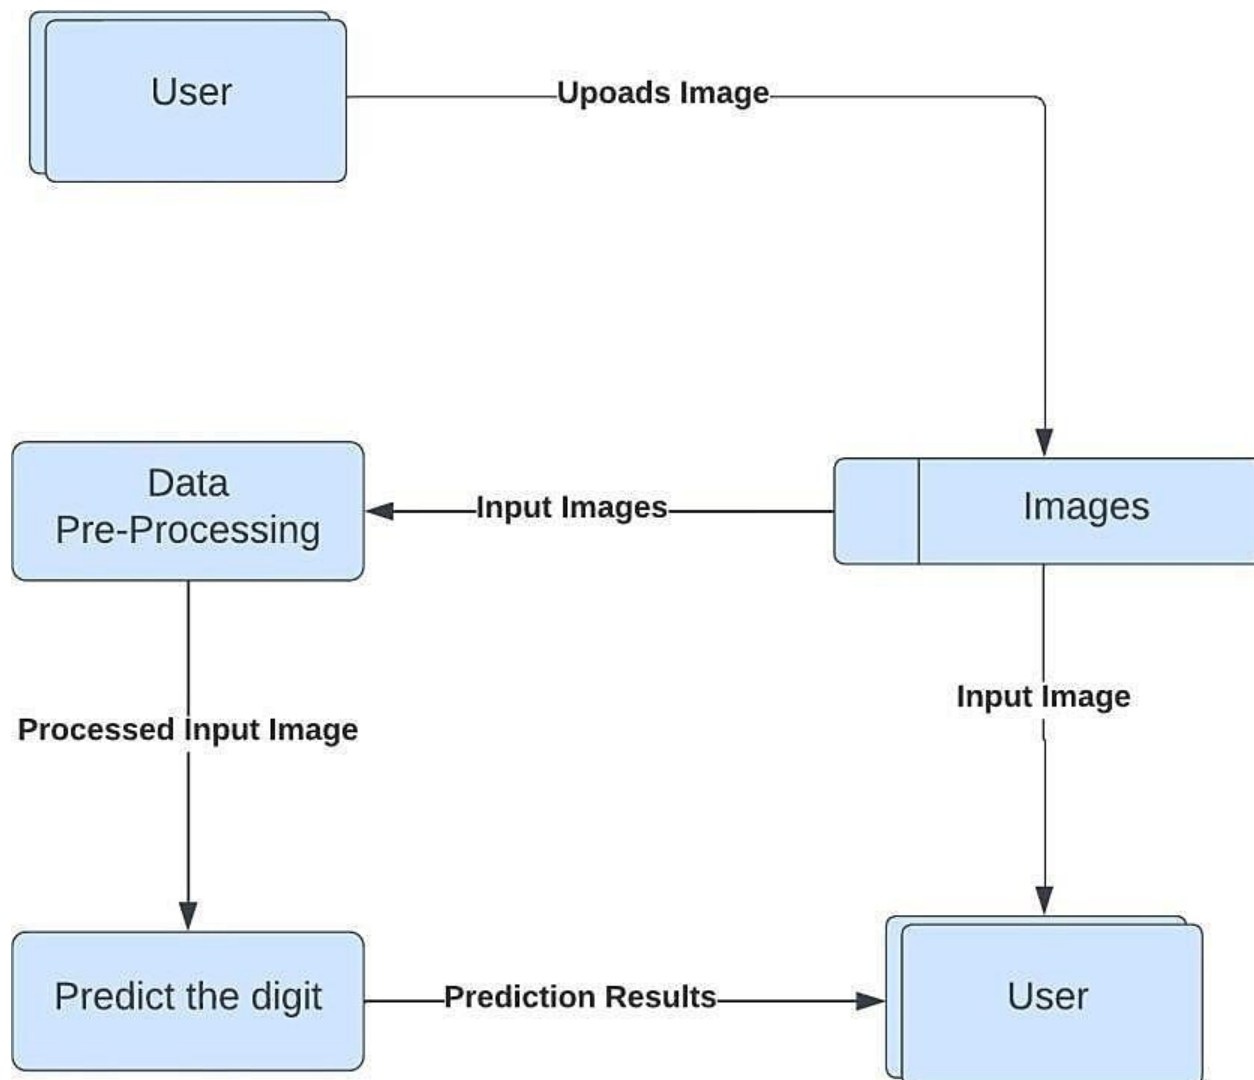 User
Upoads Image
Data
Pre-Processing
Input Images
Images
Processed Input Image
Input Image
Predict the digit
Prediction Results
User